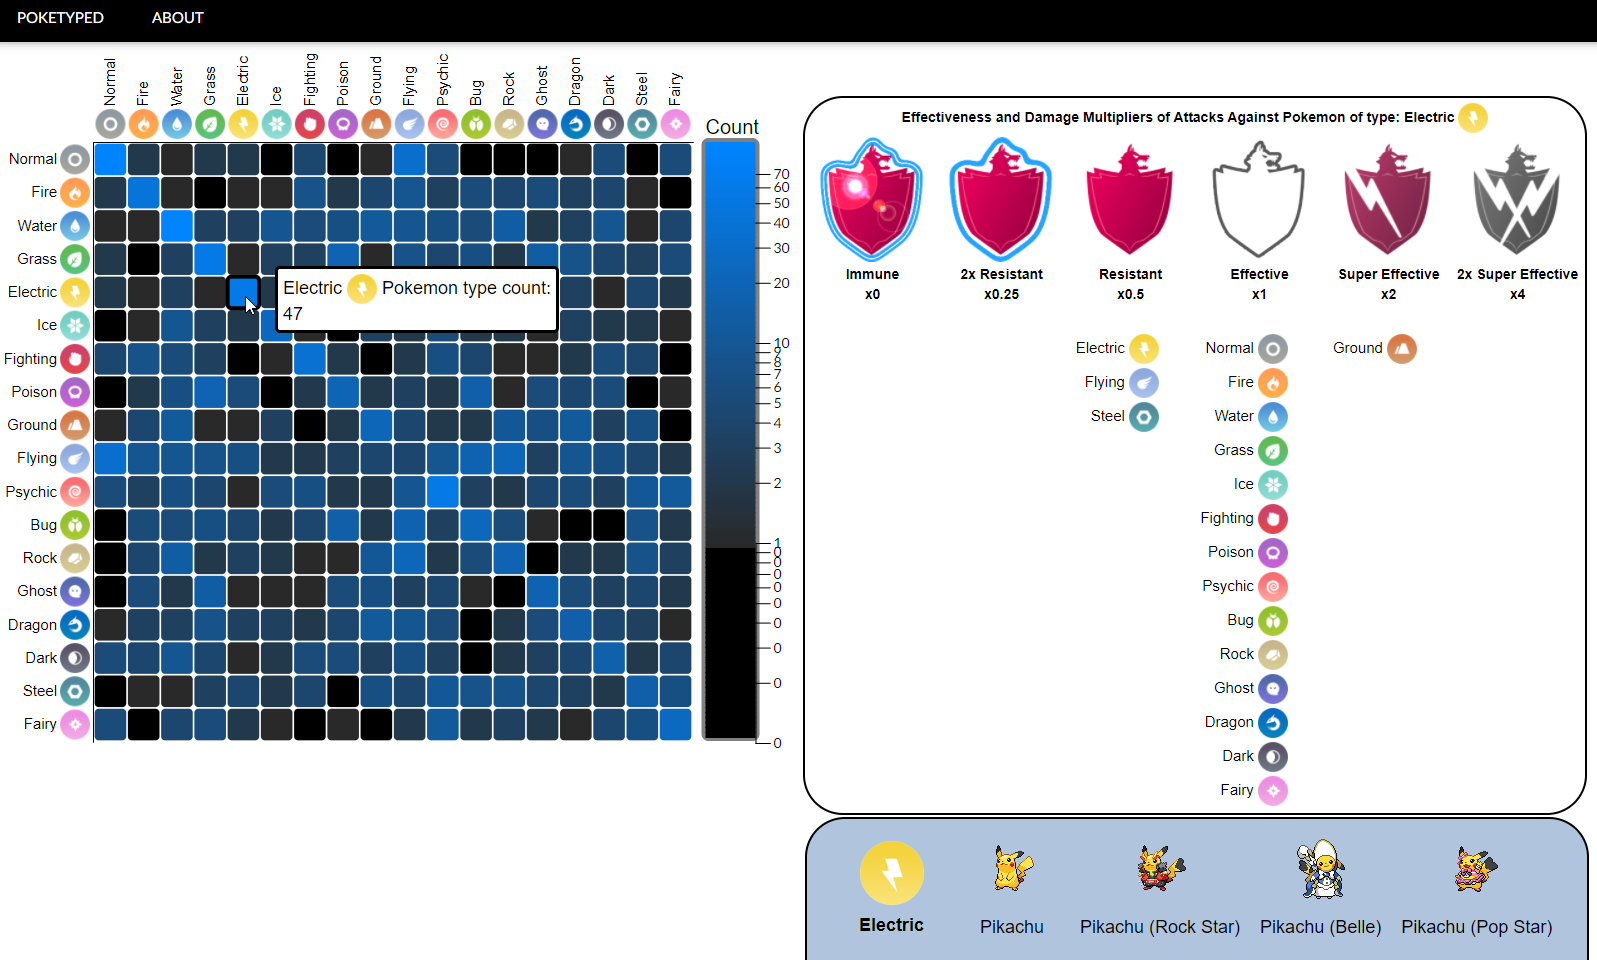 POKETYPED ABOUT
Normal Fire Water Grass Electric Ice Fighting Poison Ground Flying Psychic Bug Rock Ghost Dragon Dark Steel Fairy
Normal
Fire
Water
Grass
Electric
Ice
Fighting
Poison
Ground
Flying
Psychic
Bug
Rock
Ghost
Dragon
Dark
Steel
Fairy
Electric Pokemon type count:
47
Count
70
60
50
40
30
20
10
9
8
7
6
5
4
3
2
1
0
0
0
0
0
0
0
0
0
Effectiveness and Damage Multipliers of Attacks Against Pokemon of type: Electric
Immune 2x Resistant Resistant Effective Super Effective 2x Super Effective
x0 x0.25 x0.5 x1 x2 x4
Electric Normal Ground
Flying Fire
Steel Water
Grass
Ice
Fighting
Poison
Psychic
Bug
Rock
Ghost
Dragon
Dark
Fairy
Electric Pikachu Pikachu (Rock Star) Pikachu (Belle) Pikachu (Pop Star)